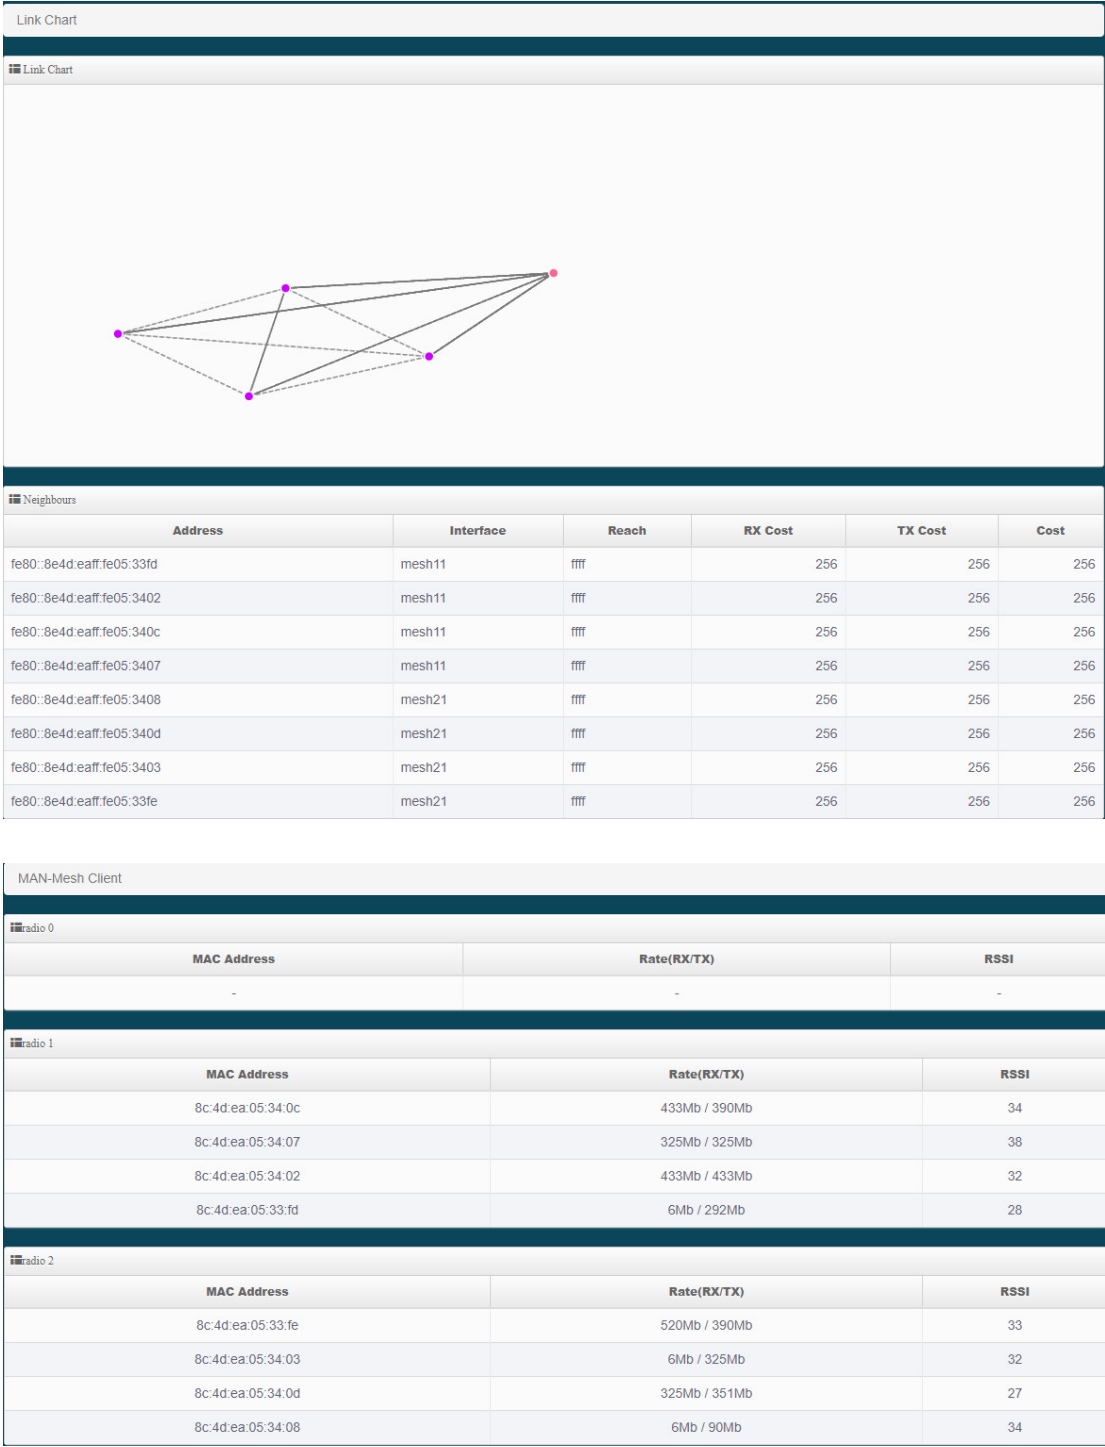 Link Chart
Link Chart
Neighbours
Address Interface Reach RX Cost TX Cost Cost
fe80::8e4d:eaff:fe05:33fd mesh11 ffff 256 256 256
fe80::8e4d:eaff:fe05:3402 mesh11 ffff 256 256 256
fe80::8e4d:eaff:fe05:340c mesh11 ffff 256 256 256
fe80::8e4d:eaff:fe05:3407 mesh11 ffff 256 256 256
fe80::8e4d:eaff:fe05:3408 mesh21 ffff 256 256 256
fe80::8e4d:eaff:fe05:340d mesh21 ffff 256 256 256
fe80::8e4d:eaff:fe05:3403 mesh21 ffff 256 256 256
fe80::8e4d:eaff:fe05:33fe mesh21 ffff 256 256 256
MAN-Mesh Client
radio 0
MAC Address Rate(RX/TX) RSSI
- - -
radio 1
MAC Address Rate(RX/TX) RSSI
8c:4d:ea:05:34:0c 433Mb / 390Mb 34
8c:4d:ea:05:34:07 325Mb / 325Mb 38
8c:4d:ea:05:34:02 433Mb / 433Mb 32
8c:4d:ea:05:33:fd 6Mb / 292Mb 28
radio 2
MAC Address Rate(RX/TX) RSSI
8c:4d:ea:05:33:fe 520Mb / 390Mb 33
8c:4d:ea:05:34:03 6Mb / 325Mb 32
8c:4d:ea:05:34:0d 325Mb / 351Mb 27
8c:4d:ea:05:34:08 6Mb / 90Mb 34